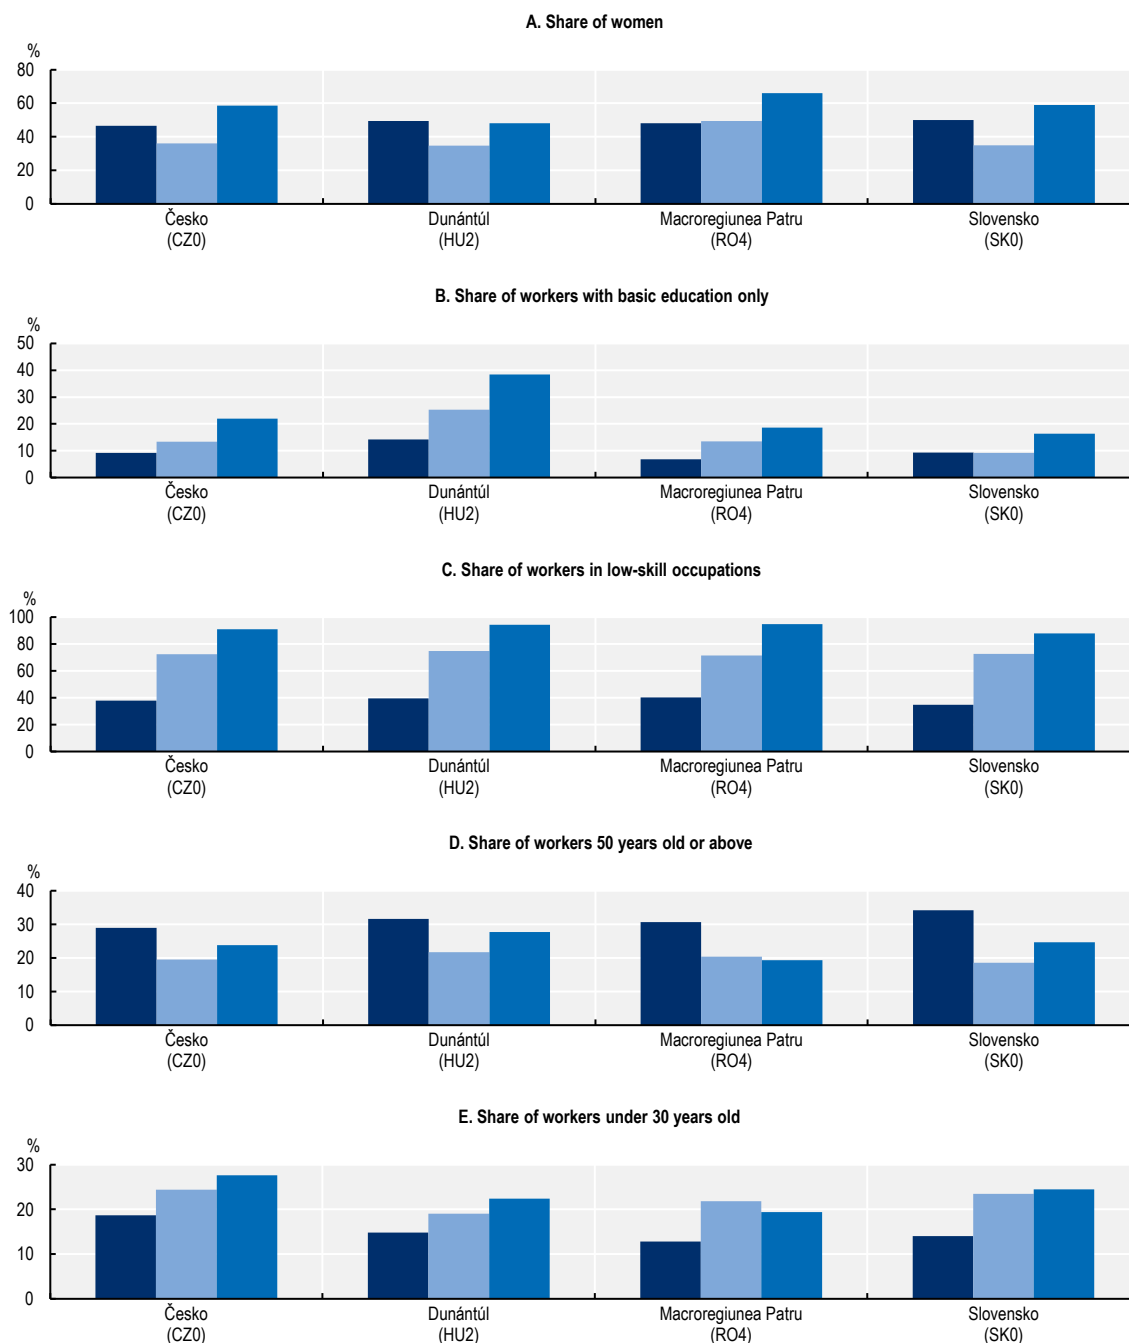 A. Share of women
%
80
60
40
20
0
Česko Dunántúl Macroregiunea Patru Slovensko
(CZ0) (HU2) (RO4) (SK0)
B. Share of workers with basic education only
%
50
40
30
20
10
0
Česko Dunántúl Macroregiunea Patru Slovensko
(CZ0) (HU2) (RO4) (SK0)
C. Share of workers in low-skill occupations
%
100
80
60
40
20
0
Česko Dunántúl Macroregiunea Patru Slovensko
(CZ0) (HU2) (RO4) (SK0)
D. Share of workers 50 years old or above
%
40
30
20
10
0
Česko Dunántúl Macroregiunea Patru Slovensko
(CZ0) (HU2) (RO4) (SK0)
E. Share of workers under 30 years old
%
30
20
10
0
Česko Dunántúl Macroregiunea Patru Slovensko
(CZ0) (HU2) (RO4) (SK0)